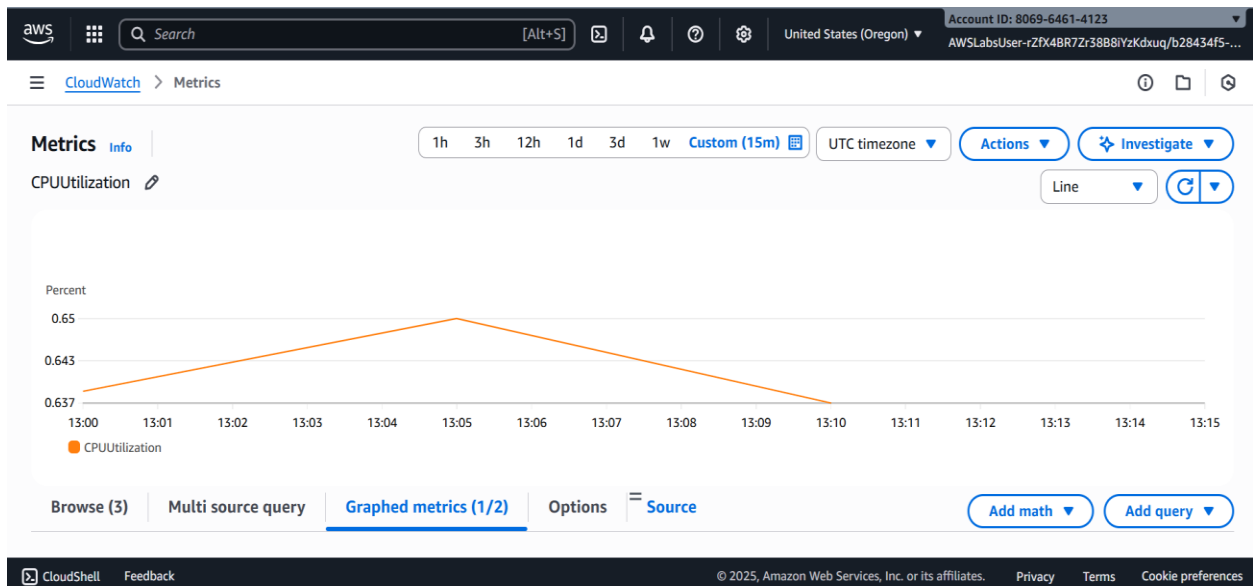 aws
Search [Alt+S]
United States (Oregon)
Account ID: 8069-6461-4123
AWSLabsUser-rZfX4BR7Zr38B8iYzKdxuq/b28434f5-...
CloudWatch > Metrics
Metrics Info
1h 3h 12h 1d 3d 1w Custom (15m) UTC timezone Actions Investigate
CPUUtilization
Line
Percent
0.65
0.643
0.637
13:00 13:01 13:02 13:03 13:04 13:05 13:06 13:07 13:08 13:09 13:10 13:11 13:12 13:13 13:14 13:15
CPUUtilization
Browse (3) Multi source query Graphed metrics (1/2) Options Source Add math Add query
CloudShell Feedback © 2025, Amazon Web Services, Inc. or its affiliates. Privacy Terms Cookie preferences